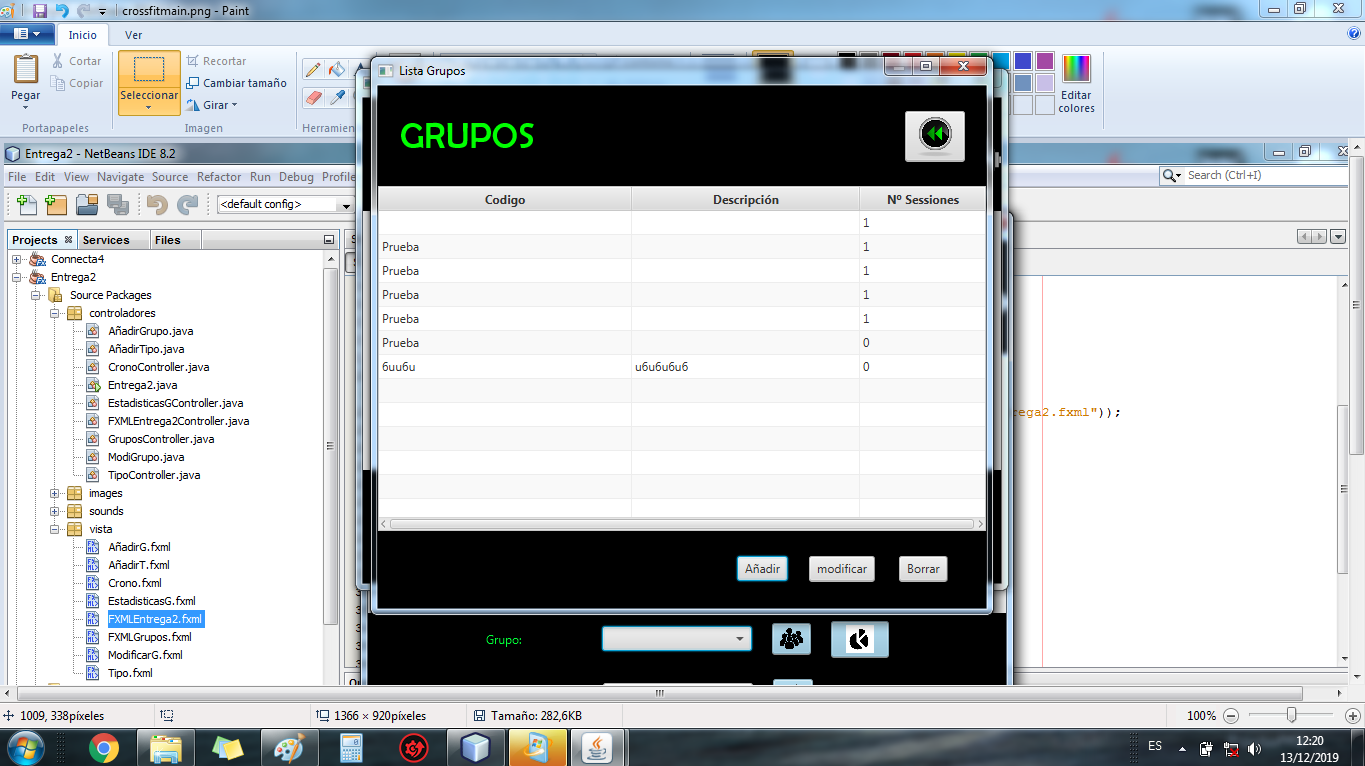 crossfitmain.png - Paint
Inicio
Ver
Pegar
Cortar
Copiar
Portapapeles
Seleccionar
Recortar
Cambiar tamaño
Girar
Imagen
Herramien
Editar colores
Lista Grupos
GRUPOS
Codigo Descripción Nº Sessiones
1
Prueba 1
Prueba 1
Prueba 1
Prueba 1
Prueba 0
6uu6u u6u6u6u6 0
Añadir modificar Borrar
Grupo:
Entrega2 - NetBeans IDE 8.2
File Edit View Navigate Source Refactor Run Debug Profile
Search (Ctrl+I)
<default config>
Projects Services Files
Connecta4
Entrega2
Source Packages
controladores
AñadirGrupo.java
AñadirTipo.java
CronoController.java
Entrega2.java
EstadisticasGController.java
FXMLEntrega2Controller.java
GruposController.java
ModiGrupo.java
TipoController.java
images
sounds
vista
AñadirG.fxml
AñadirT.fxml
Crono.fxml
EstadisticasG.fxml
FXMLEntrega2.fxml
FXMLGrupos.fxml
ModificarG.fxml
Tipo.fxml
rega2.fxml"));
1009, 338píxeles
1366 × 920píxeles
Tamaño: 282,6KB
100%
ES
12:20
13/12/2019